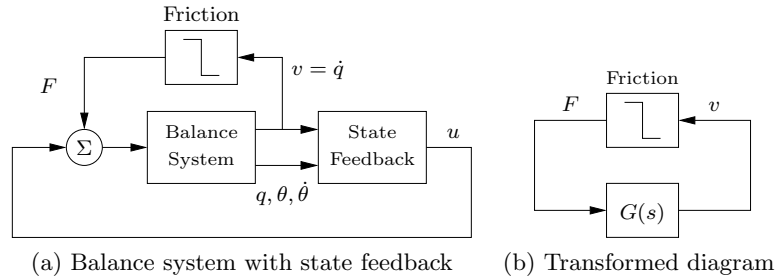 Friction
F
v = q̇
Σ
Balance
System
State
Feedback
u
q, θ, θ̇
(a) Balance system with state feedback
Friction
F
v
G(s)
(b) Transformed diagram